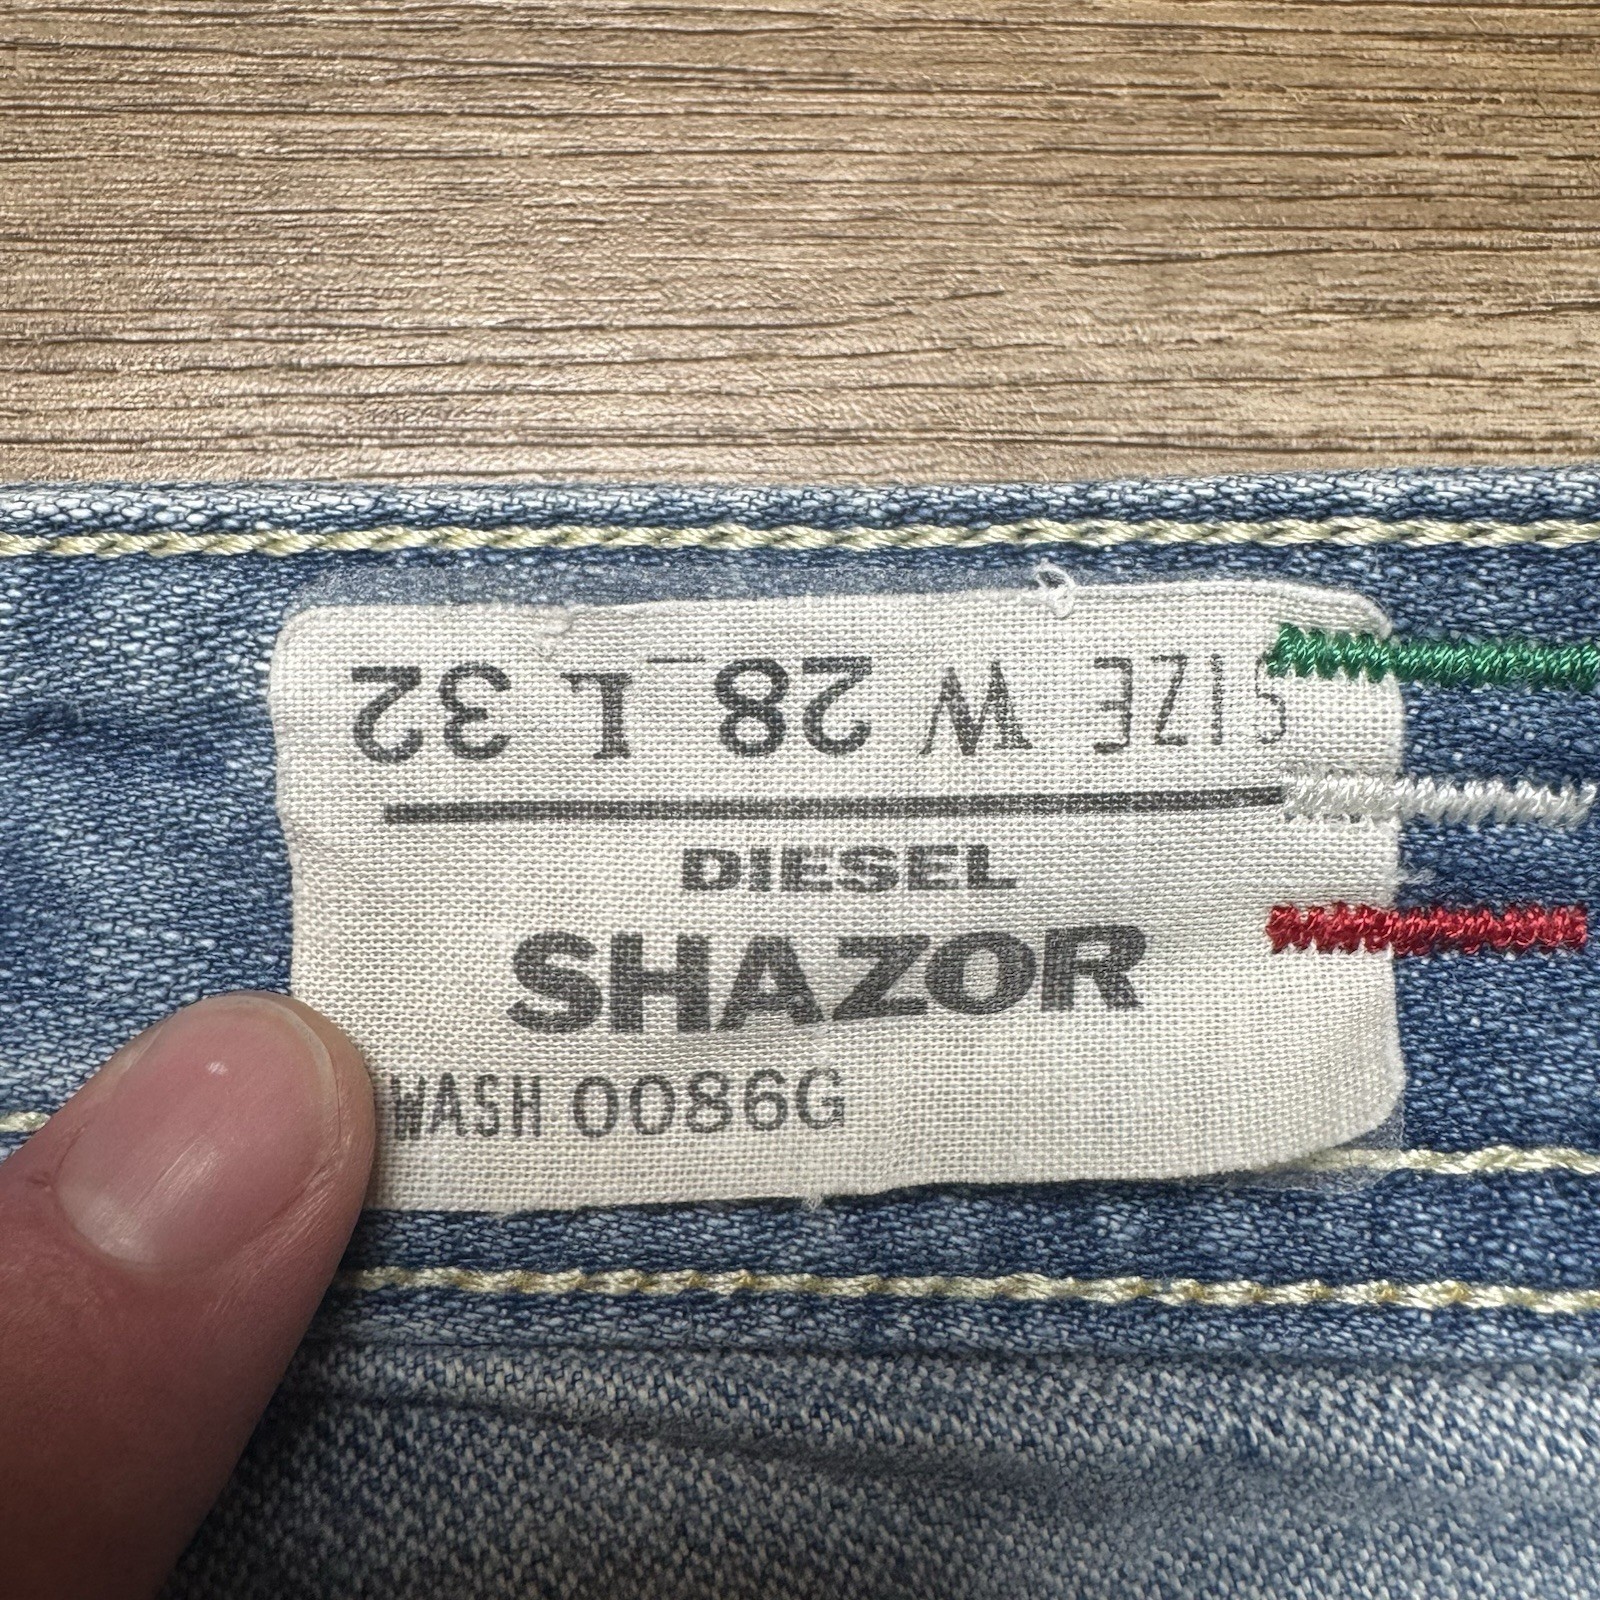 SIZE W 28 L 32
DIESEL
SHAZOR
WASH 0086G